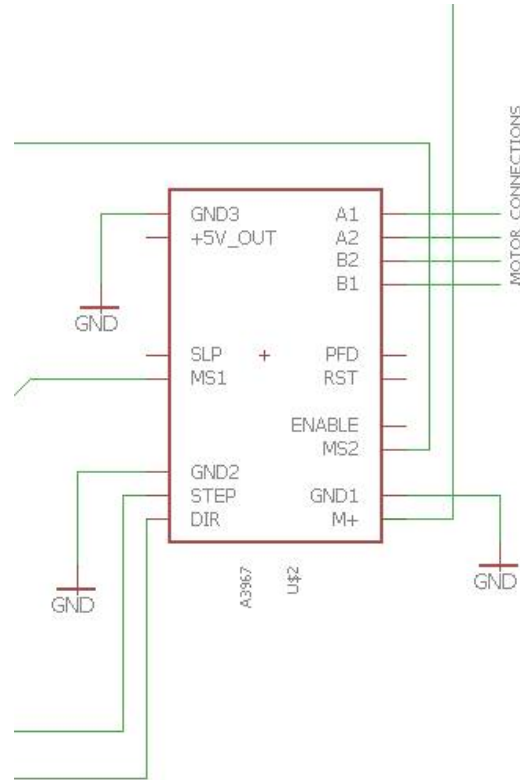 MOTOR CONNECTIONS
GND3
A1
+5V_OUT
A2
B2
B1
GND
SLP
PFD
MS1
RST
ENABLE
MS2
GND2
STEP
GND1
DIR
M+
GND
GND
A3967
U$2